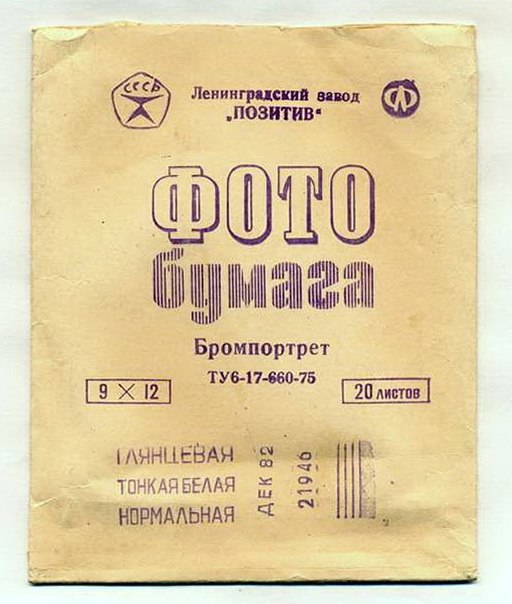 СССР
Ленинградский завод
„ПОЗИТИВ“
ФОТО
бумага
Бромпортрет
ТУ6-17-660-75
9 X 12
20 листов
ГЛЯНЦЕВАЯ
ТОНКАЯ БЕЛАЯ
НОРМАЛЬНАЯ
ДЕК 82
21946